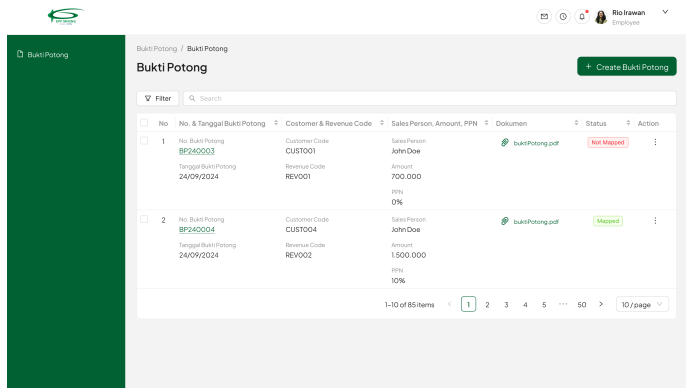 Rio Irawan
Employee
Bukti Potong
Bukti Potong / Bukti Potong
Bukti Potong
+ Create Bukti Potong
Filter
Search
No No. & Tanggal Bukti Potong Costomer & Revenue Code Sales Person, Amount, PPN Dokumen Status Action
1 No. Bukti Potong Customer Code Sales Person buktiPotong.pdf Not Mapped
BP240003 CUST001 John Doe
Tanggal Bukti Potong Revenue Code Amount
24/09/2024 REV001 700.000
PPN
0%
2 No. Bukti Potong Customer Code Sales Person buktiPotong.pdf Mapped
BP240004 CUST004 John Doe
Tanggal Bukti Potong Revenue Code Amount
24/09/2024 REV002 1.500.000
PPN
10%
1-10 of 85 items < 1 2 3 4 5 ••• 50 > 10 / page